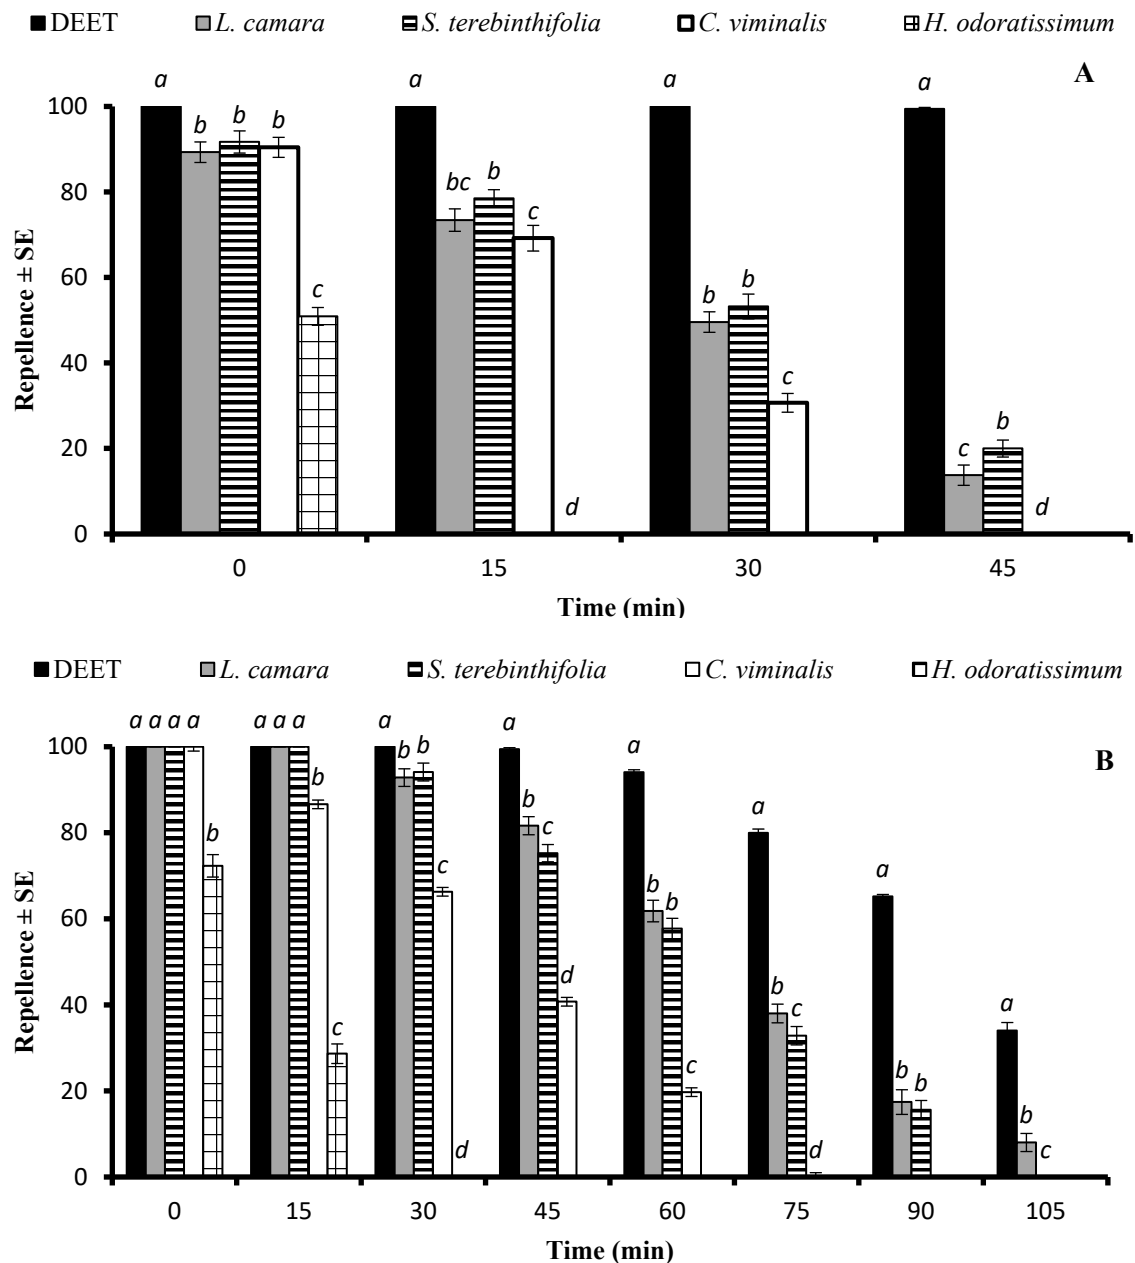 DEET L. camara S. terebinthifolia C. viminalis H. odoratissimum
A
a a a a
100
b b b
bc b c
80
60
c
b b
c
40
20
c b
d d
0
0 15 30 45
Repellence ± SE
Time (min)
DEET L. camara S. terebinthifolia C. viminalis H. odoratissimum
B
a a a a a a a a a a
100
b b
b
a
80
b c
a
b
60
c
b b
a
40
d
b c
a
c
20
c
b b
b
d d c
0
0 15 30 45 60 75 90 105
Repellence ± SE
Time (min)